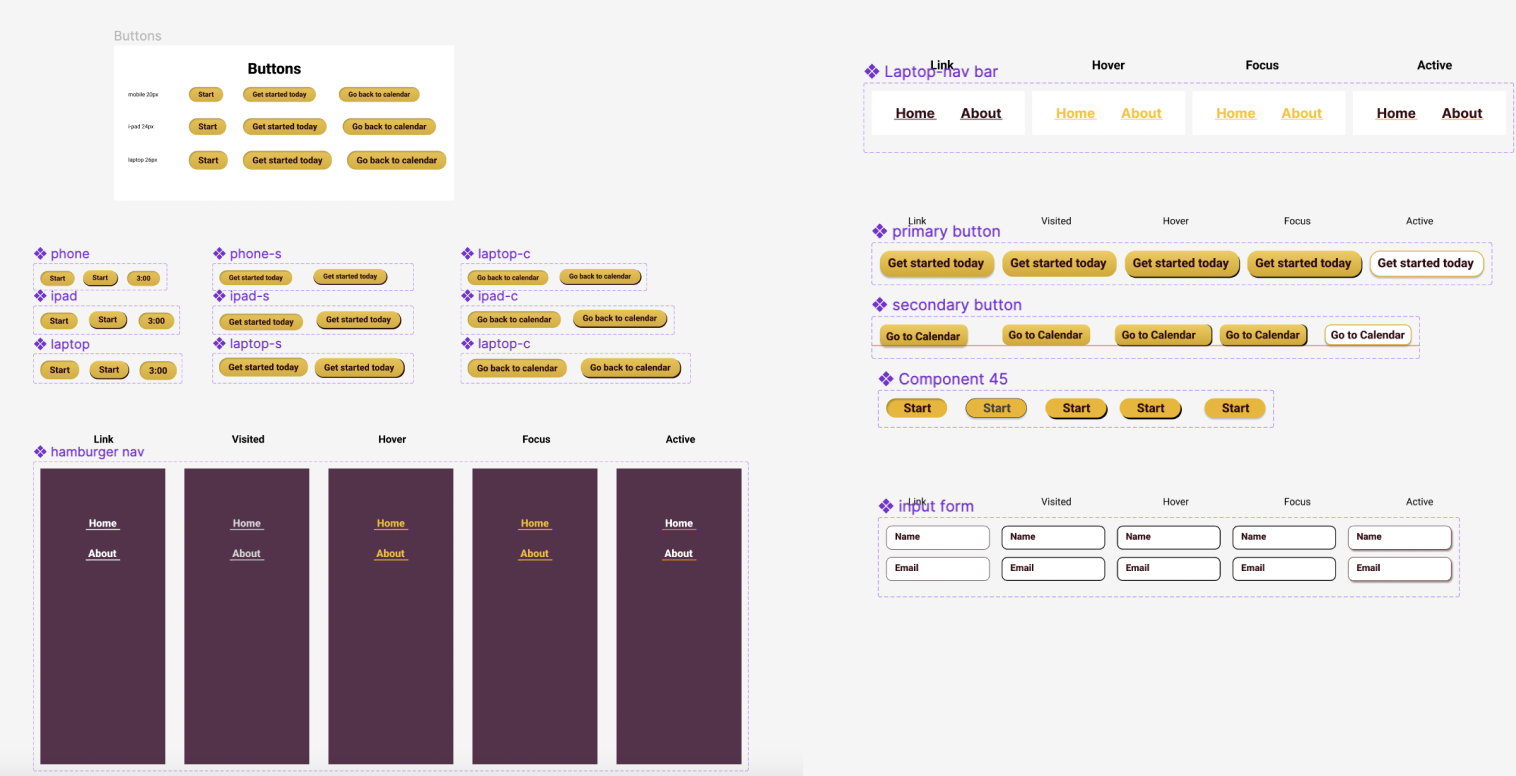 Buttons
Buttons
mobile 20px Start Get started today Go back to calendar
i-pad 24px Start Get started today Go back to calendar
laptop 26px Start Get started today Go back to calendar
phone phone-s laptop-c
Start Start 3:00 Get started today Get started today Go back to calendar Go back to calendar
ipad ipad-s ipad-c
Start Start 3:00 Get started today Get started today Go back to calendar Go back to calendar
laptop laptop-s laptop-c
Start Start 3:00 Get started today Get started today Go back to calendar Go back to calendar
Link Visited Hover Focus Active
hamburger nav
Home Home Home Home Home
About About About About About
Link Hover Focus Active
Laptop-nav bar
Home About Home About Home About Home About
Link Visited Hover Focus Active
primary button
Get started today Get started today Get started today Get started today Get started today
secondary button
Go to Calendar Go to Calendar Go to Calendar Go to Calendar Go to Calendar
Component 45
Start Start Start Start Start
Link Visited Hover Focus Active
input form
Name Name Name Name Name
Email Email Email Email Email